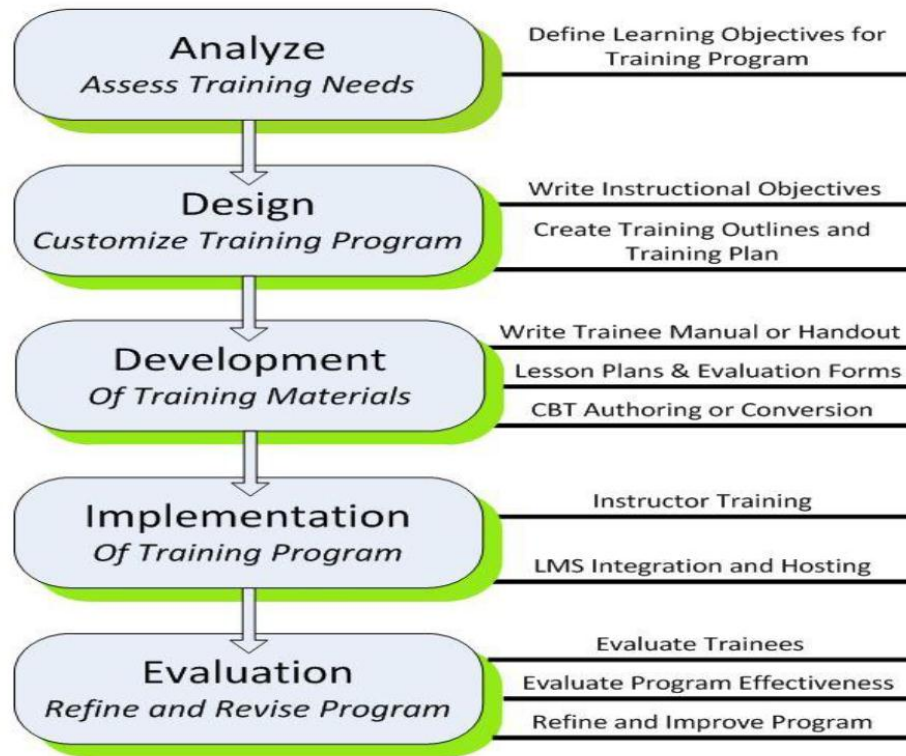 Analyze
Assess Training Needs
Define Learning Objectives for
Training Program
Design
Customize Training Program
Write Instructional Objectives
Create Training Outlines and
Training Plan
Development
Of Training Materials
Write Trainee Manual or Handout
Lesson Plans & Evaluation Forms
CBT Authoring or Conversion
Implementation
Of Training Program
Instructor Training
LMS Integration and Hosting
Evaluation
Refine and Revise Program
Evaluate Trainees
Evaluate Program Effectiveness
Refine and Improve Program